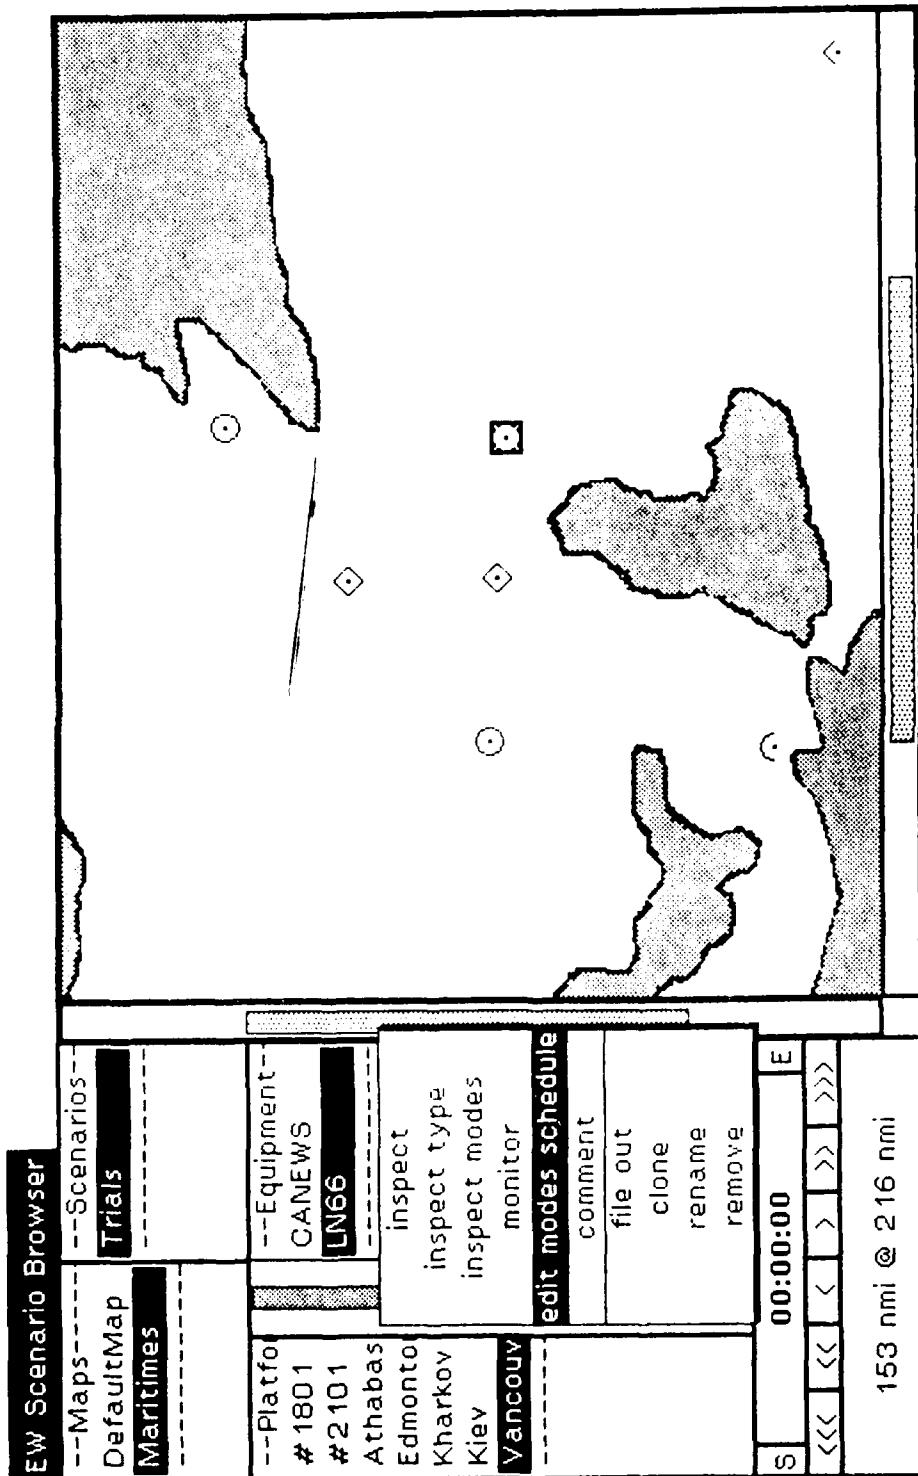 EW Scenario Browser
--Maps----
DefaultMap
Maritimes
--Scenarios--
Trials
--Platfo
#1801
#2101
Athabas
Edmonto
Kharkov
Kiev
Vancouv
--Equipment--
CANEWS
LN66
inspect
inspect type
inspect modes
monitor
edit modes schedule
comment
file out
clone
rename
remove
S 00:00:00 E
<<< << < > >> >>>
153 nmi @ 216 nmi